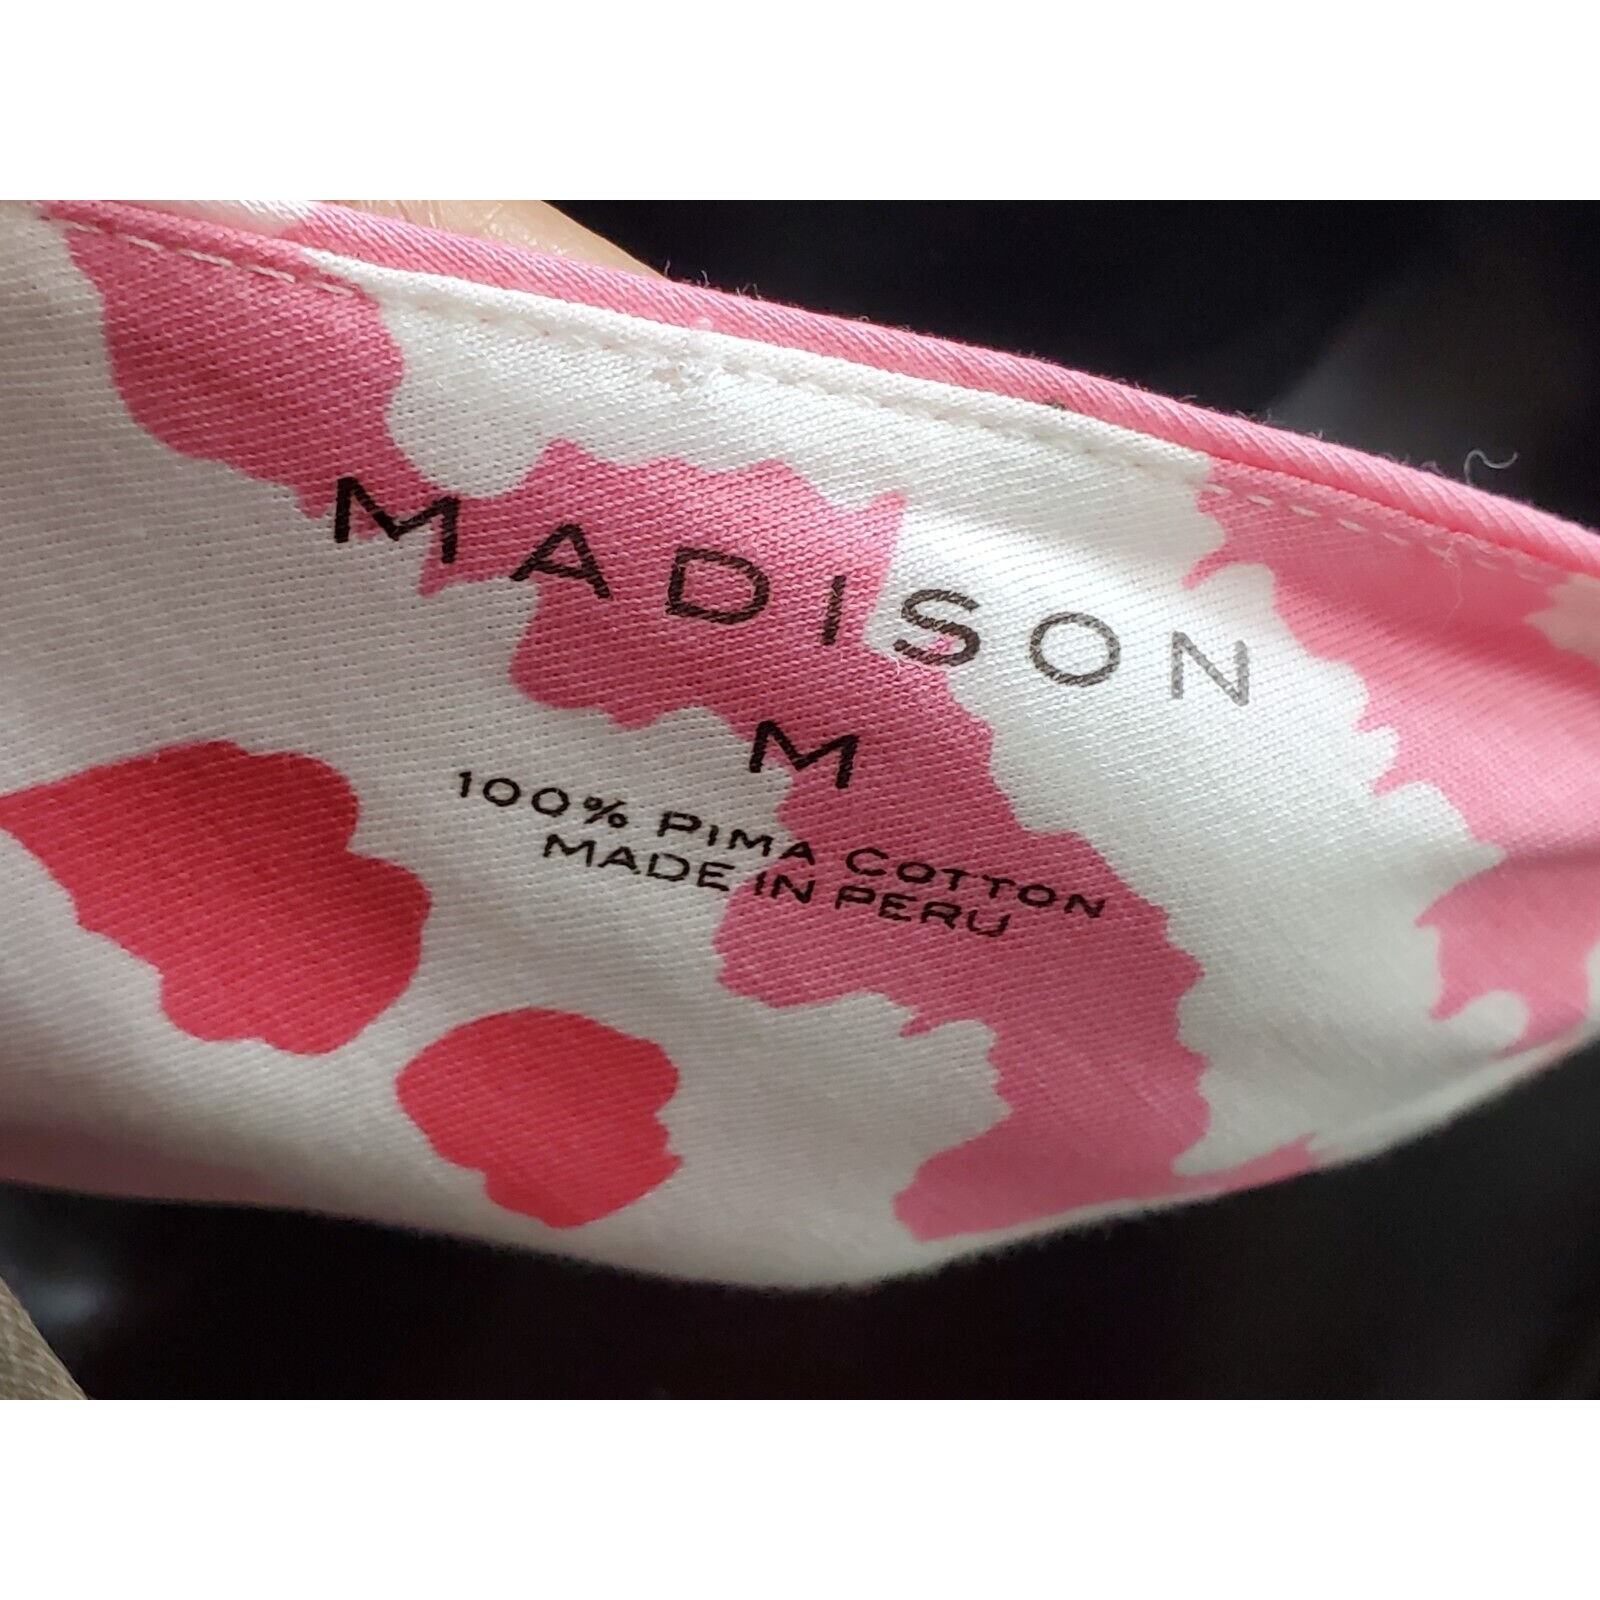 MADISON
M
100% PIMA COTTON
MADE IN PERU